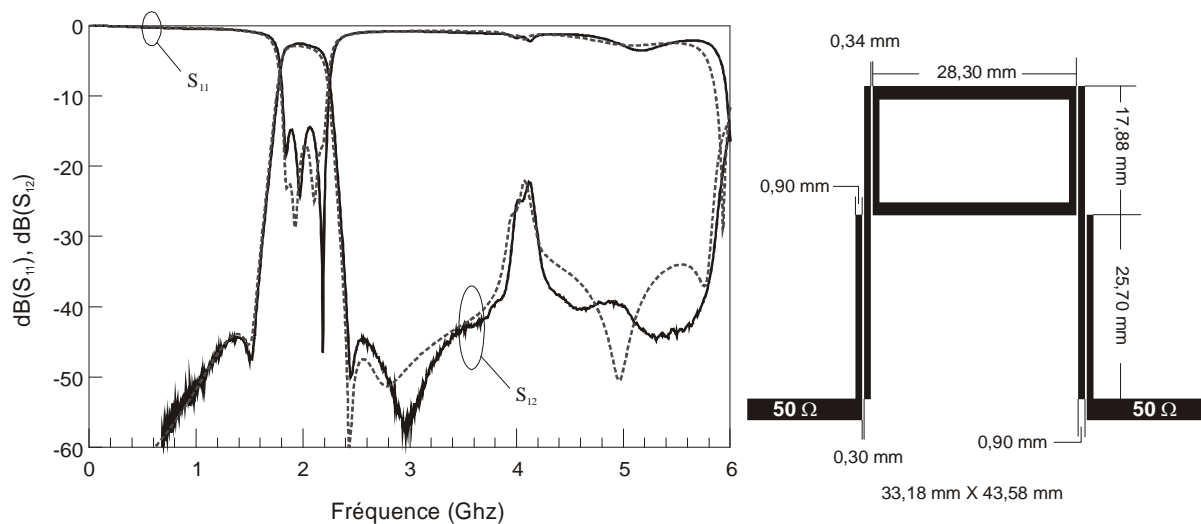 0
-10
-20
-30
-40
-50
-60
dB(S11), dB(S12)
S11
S12
0
1
2
3
4
5
6
Fréquence (Ghz)
0,34 mm
28,30 mm
17,88 mm
0,90 mm
25,70 mm
50 Ω
50 Ω
0,90 mm
0,30 mm
33,18 mm X 43,58 mm